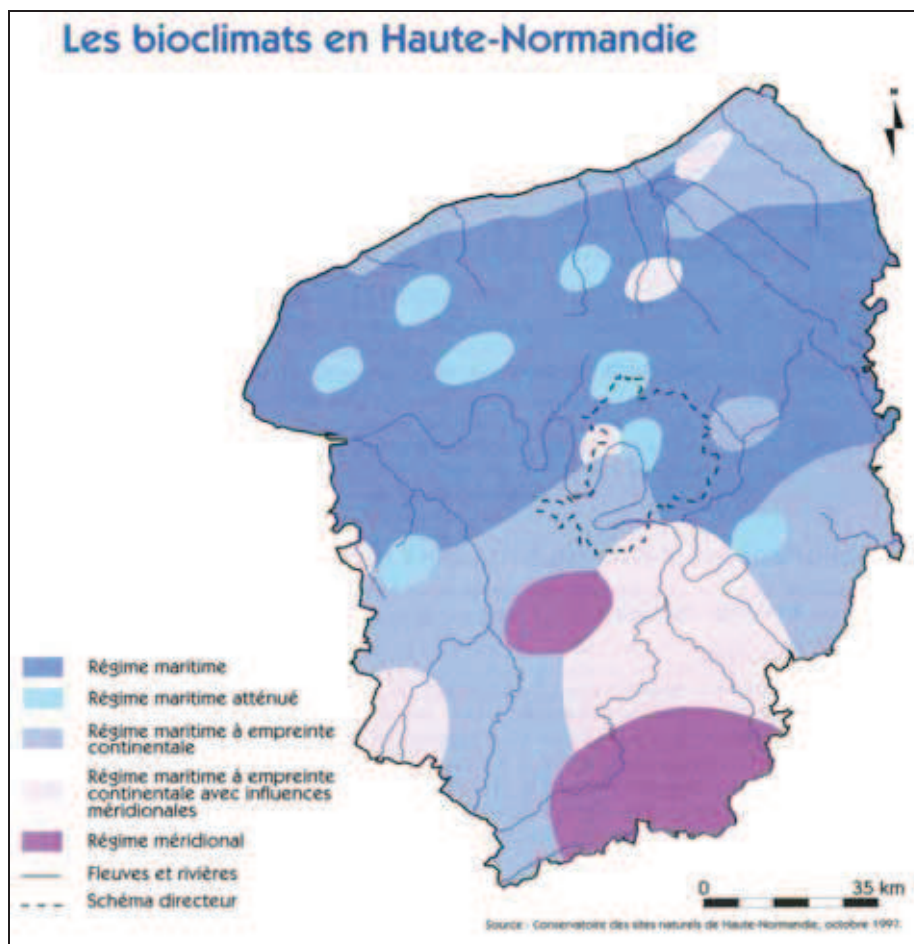 Les bioclimats en Haute-Normandie
N
Régime maritime
Régime maritime atténué
Régime maritime à empreinte
continentale
Régime maritime à empreinte
continentale avec influences
méridionales
Régime méridional
Fleuves et rivières
Schéma directeur
0 35 km
Source : Conservatoire des sites naturels de Haute-Normandie, octobre 1997.